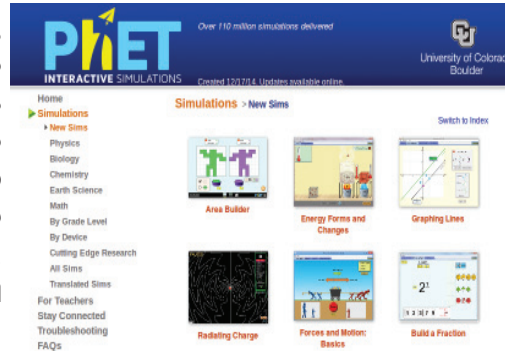 PhET
INTERACTIVE SIMULATIONS
Over 110 million simulations delivered
Created 12/17/14. Updates available online.
University of Colorad
Boulder
Home
Simulations
New Sims
Physics
Biology
Chemistry
Earth Science
Math
By Grade Level
By Device
Cutting Edge Research
All Sims
Translated Sims
For Teachers
Stay Connected
Troubleshooting
FAQs
Simulations > New Sims
Switch to Index
Area Builder
Energy Forms and
Changes
Graphing Lines
Radiating Charge
Forces and Motion:
Basics
Build a Fraction